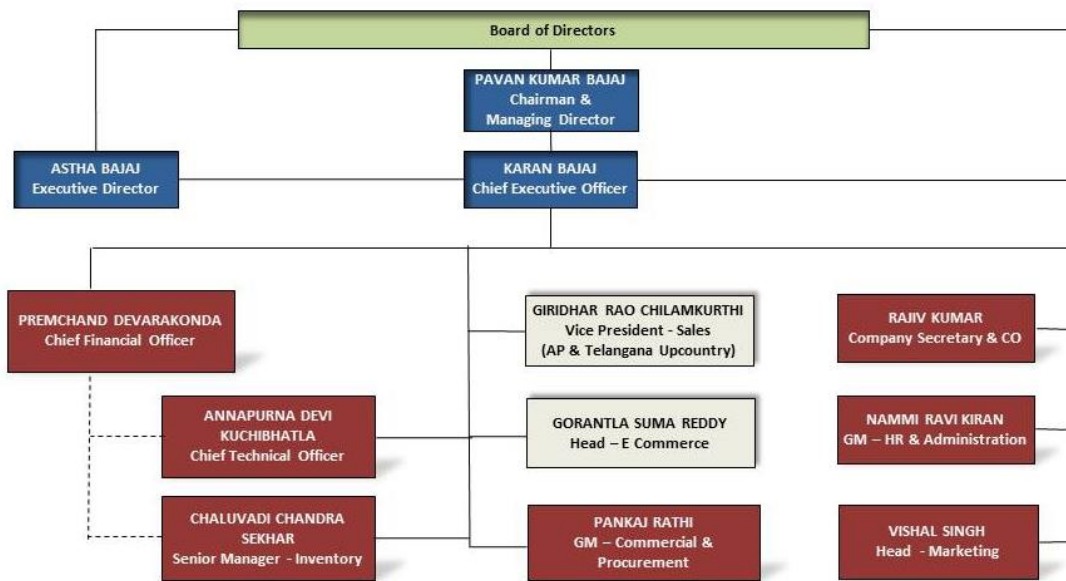 Board of Directors
PAVAN KUMAR BAJAJ
Chairman &
Managing Director
ASTHA BAJAJ
Executive Director
KARAN BAJAJ
Chief Executive Officer
PREMCHAND DEVARAKONDA
Chief Financial Officer
GIRIDHAR RAO CHILAMKURTHI
Vice President - Sales
(AP & Telangana Upcountry)
RAJIV KUMAR
Company Secretary & CO
ANNAPURNA DEVI
KUCHIBHATLA
Chief Technical Officer
GORANTLA SUMA REDDY
Head – E Commerce
NAMMI RAVI KIRAN
GM – HR & Administration
CHALUVADI CHANDRA
SEKHAR
Senior Manager - Inventory
PANKAJ RATHI
GM – Commercial &
Procurement
VISHAL SINGH
Head - Marketing